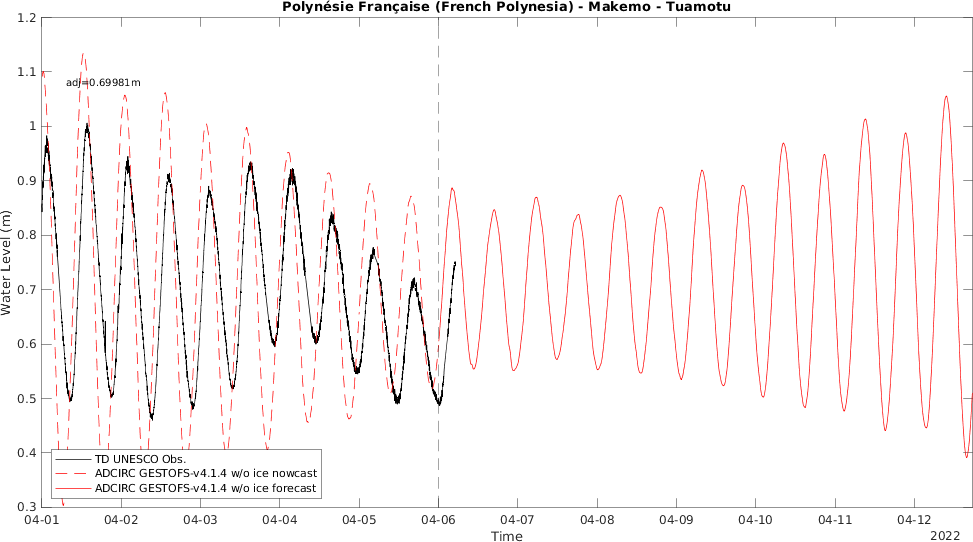 Polynésie Française (French Polynesia) - Makemo - Tuamotu
1.2
1.1
1
0.9
0.8
0.7
0.6
0.5
0.4
0.3
Water Level (m)
adj=0.69981m
TD UNESCO Obs.
ADCIRC GESTOFS-v4.1.4 w/o ice nowcast
ADCIRC GESTOFS-v4.1.4 w/o ice forecast
04-01 04-02 04-03 04-04 04-05 04-06 04-07 04-08 04-09 04-10 04-11 04-12
Time
2022